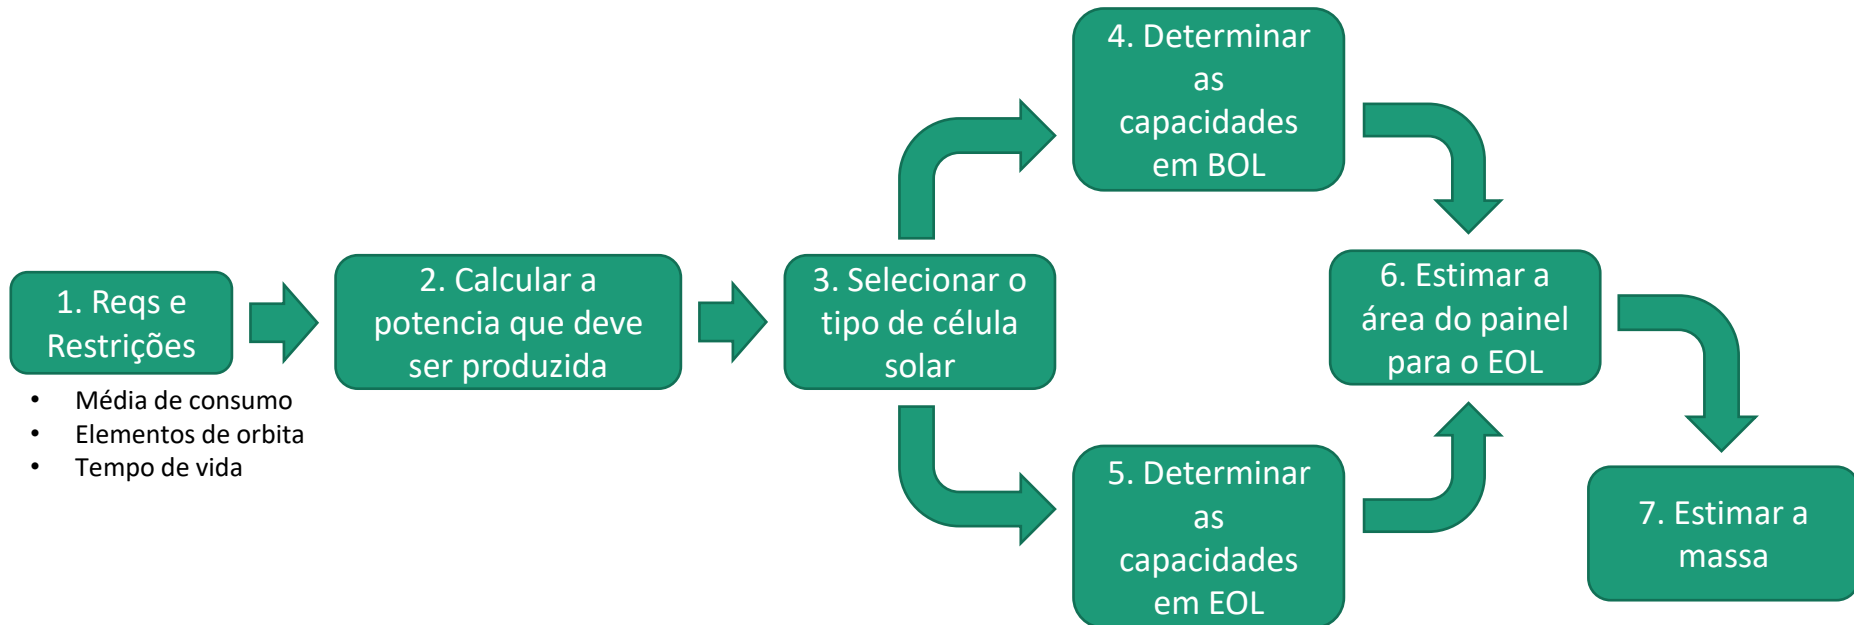 1. Reqs e
Restrições
• Média de consumo
• Elementos de orbita
• Tempo de vida
2. Calcular a
potencia que deve
ser produzida
3. Selecionar o
tipo de célula
solar
4. Determinar
as
capacidades
em BOL
5. Determinar
as
capacidades
em EOL
6. Estimar a
área do painel
para o EOL
7. Estimar a
massa